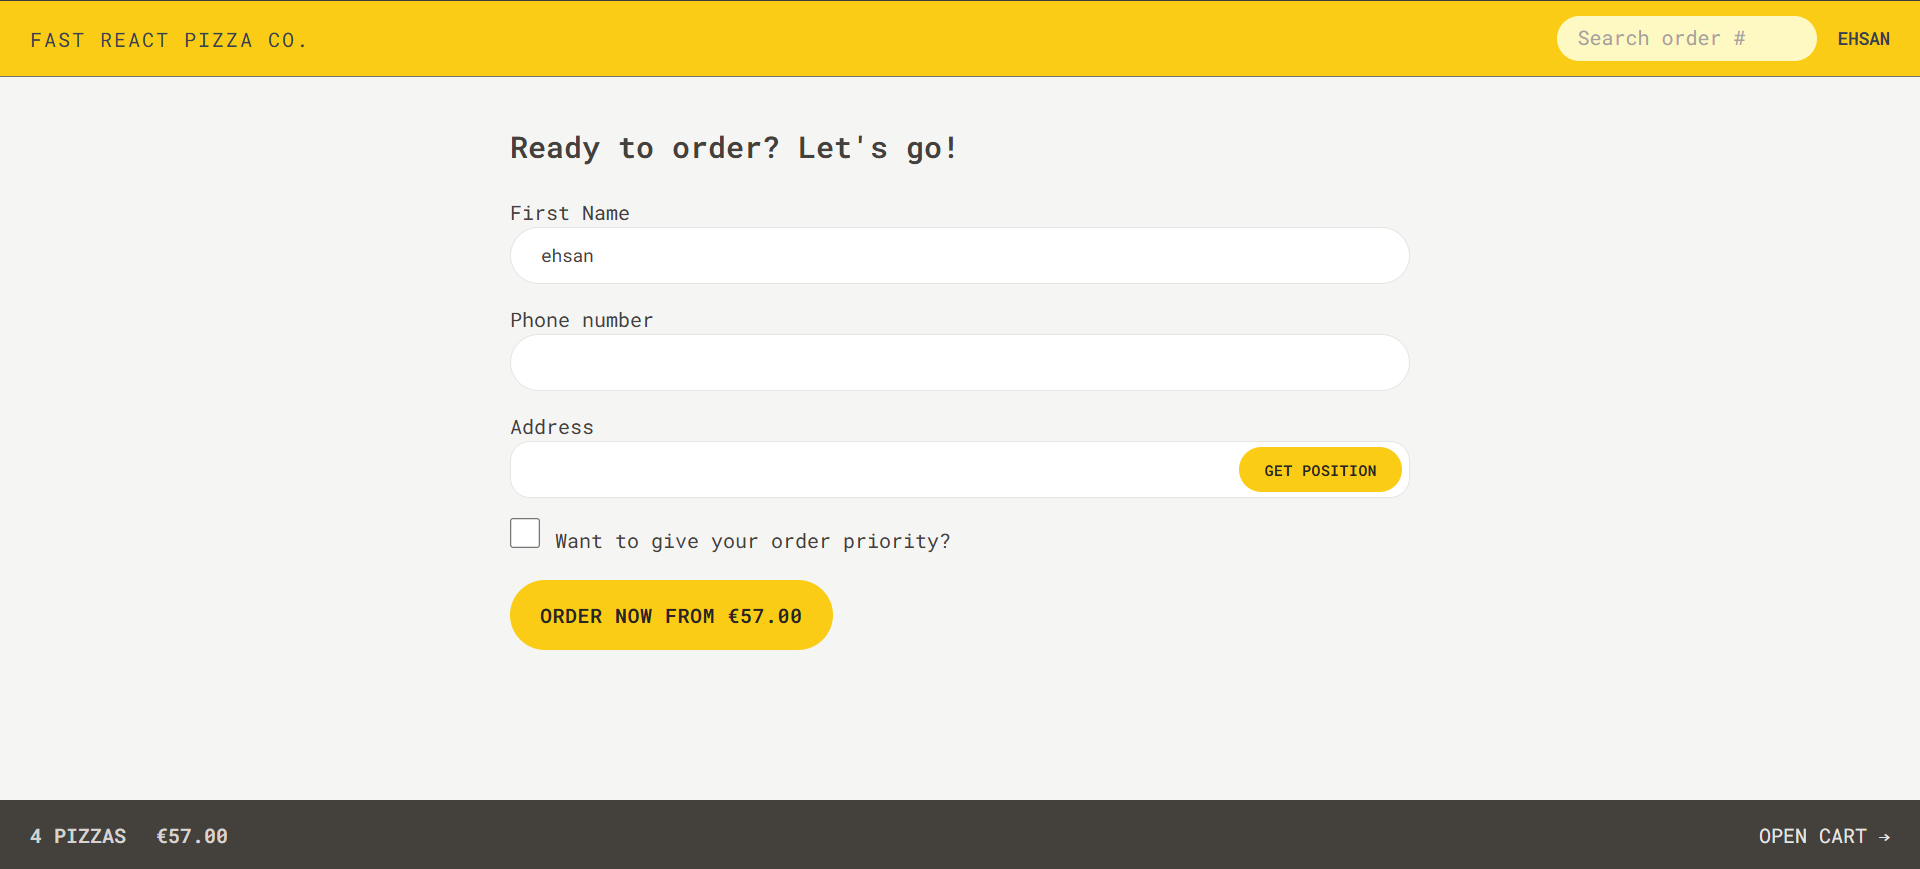 FAST REACT PIZZA CO.
Search order #
EHSAN
Ready to order? Let's go!
First Name
ehsan
Phone number
Address
GET POSITION
Want to give your order priority?
ORDER NOW FROM €57.00
4 PIZZAS €57.00
OPEN CART →